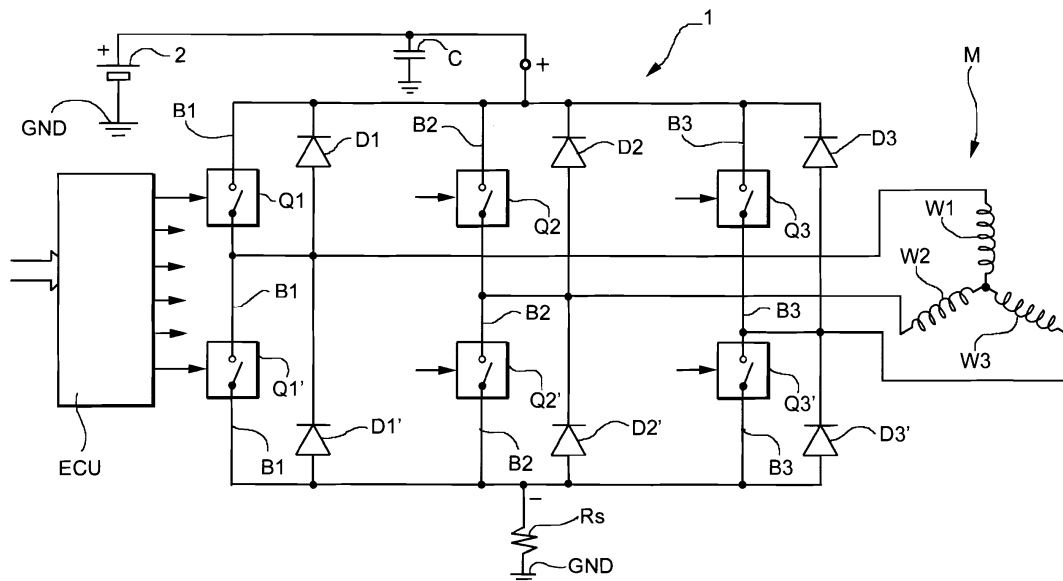 1
+
2
C
+
M
GND
B1
D1
B2
D2
B3
D3
Q1
Q2
Q3
W1
W2
B1
B2
B3
W3
Q1'
Q2'
Q3'
ECU
B1
D1'
B2
D2'
B3
D3'
−
Rs
GND